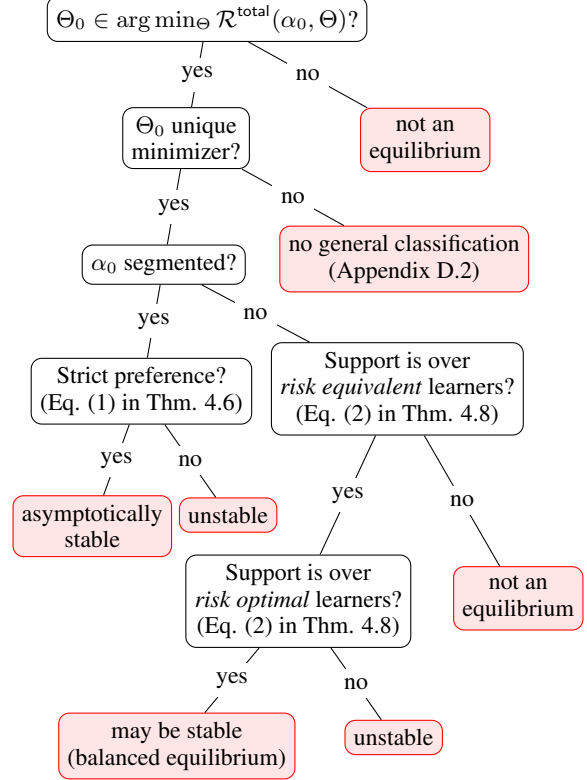 Θ₀ ∈ arg min_Θ R^total(α₀, Θ)?
yes
no
Θ₀ unique
minimizer?
not an
equilibrium
yes
no
α₀ segmented?
no general classification
(Appendix D.2)
yes
no
Strict preference?
(Eq. (1) in Thm. 4.6)
Support is over
risk equivalent learners?
(Eq. (2) in Thm. 4.8)
yes
no
yes
no
asymptotically
stable
unstable
Support is over
risk optimal learners?
(Eq. (2) in Thm. 4.8)
not an
equilibrium
yes
no
may be stable
(balanced equilibrium)
unstable